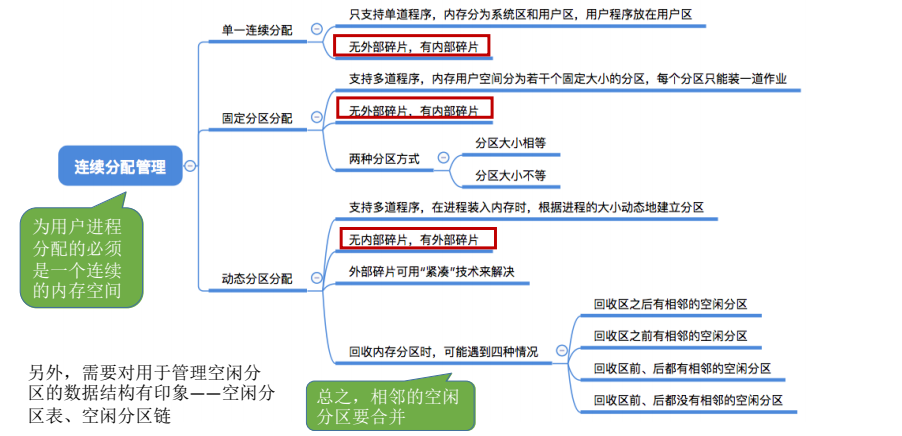 只支持单道程序，内存分为系统区和用户区，用户程序放在用户区
单一连续分配
无外部碎片，有内部碎片
支持多道程序，内存用户空间分为若干个固定大小的分区，每个分区只能装一道作业
无外部碎片，有内部碎片
固定分区分配
分区大小相等
两种分区方式
分区大小不等
连续分配管理
为用户进程
分配的必须
是一个连续
的内存空间
支持多道程序，在进程装入内存时，根据进程的大小动态地建立分区
无内部碎片，有外部碎片
动态分区分配
外部碎片可用“紧凑”技术来解决
回收区之后有相邻的空闲分区
回收区之前有相邻的空闲分区
回收内存分区时，可能遇到四种情况
回收区前、后都有相邻的空闲分区
回收区前、后都没有相邻的空闲分区
总之，相邻的空闲
分区要合并
另外，需要对用于管理空闲分
区的数据结构有印象——空闲分
区表、空闲分区链